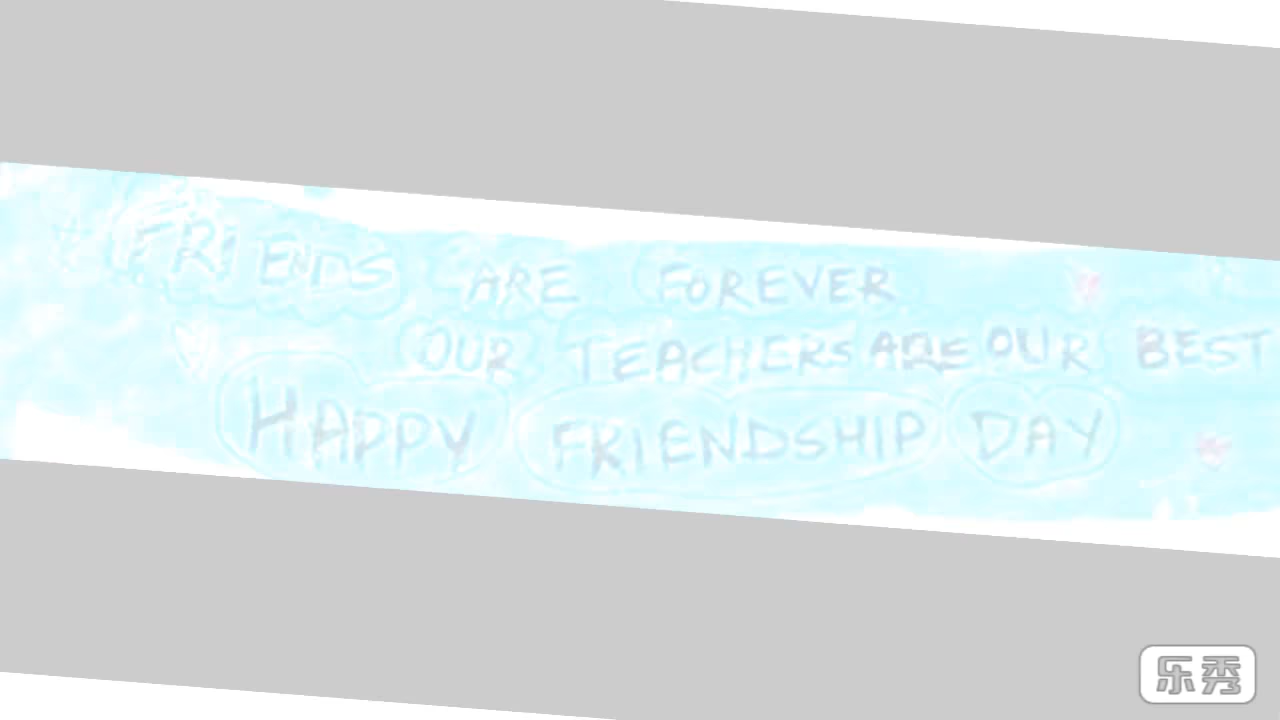 FRIENDS ARE FOREVER
OUR TEACHERS ARE OUR BEST
HAPPY FRIENDSHIP DAY
乐秀